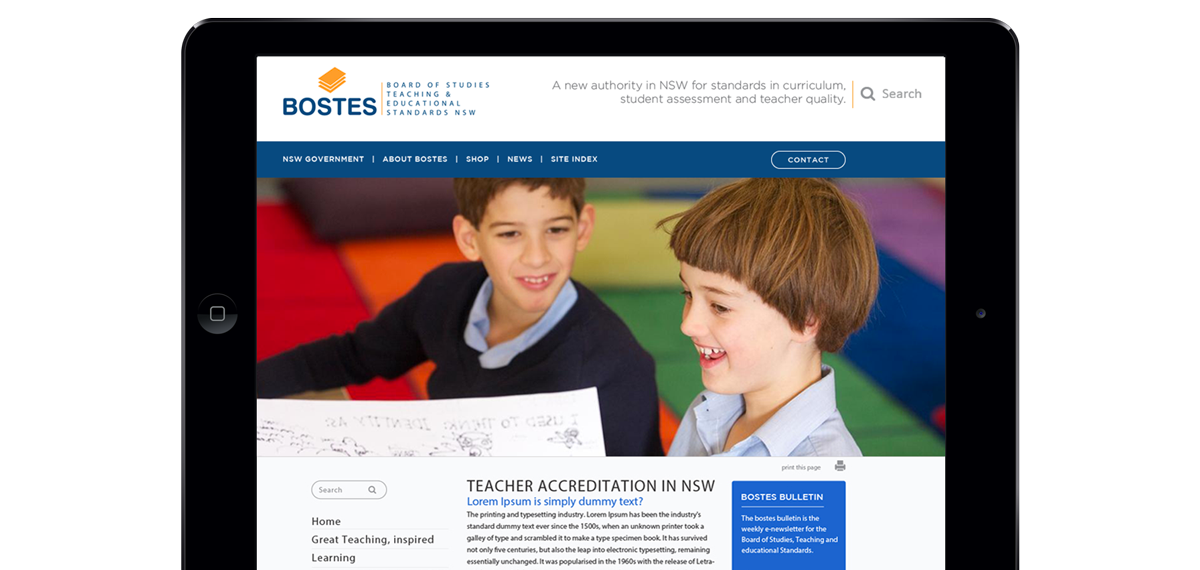 BOSTES
BOARD OF STUDIES
TEACHING &
EDUCATIONAL
STANDARDS NSW
A new authority in NSW for standards in curriculum,
student assessment and teacher quality.
Search
NSW GOVERNMENT | ABOUT BOSTES | SHOP | NEWS | SITE INDEX
CONTACT
I USED TO THINK: IDENTITY AS
print this page
Search
Home
Great Teaching, inspired
Learning
TEACHER ACCREDITATION IN NSW
Lorem Ipsum is simply dummy text?
The printing and typesetting industry. Lorem Ipsum has been the industry's
standard dummy text ever since the 1500s, when an unknown printer took a
galley of type and scrambled it to make a type specimen book. It has survived
not only five centuries, but also the leap into electronic typesetting, remaining
essentially unchanged. It was popularised in the 1960s with the release of Letra-
BOSTES BULLETIN
The bostes bulletin is the
weekly e-newsletter for the
Board of Studies, Teaching and
educational Standards.